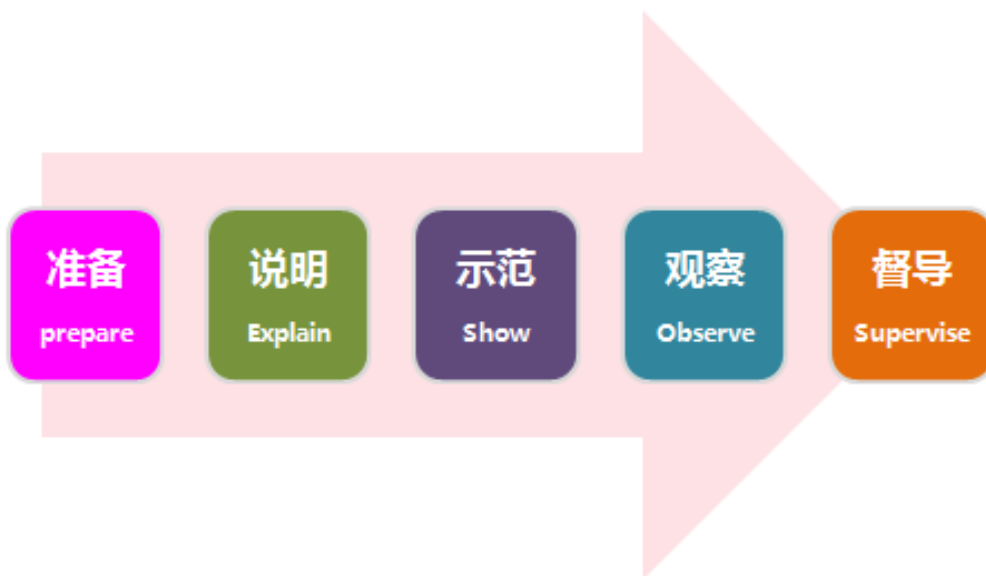 准备
prepare
说明
Explain
示范
Show
观察
Observe
督导
Supervise